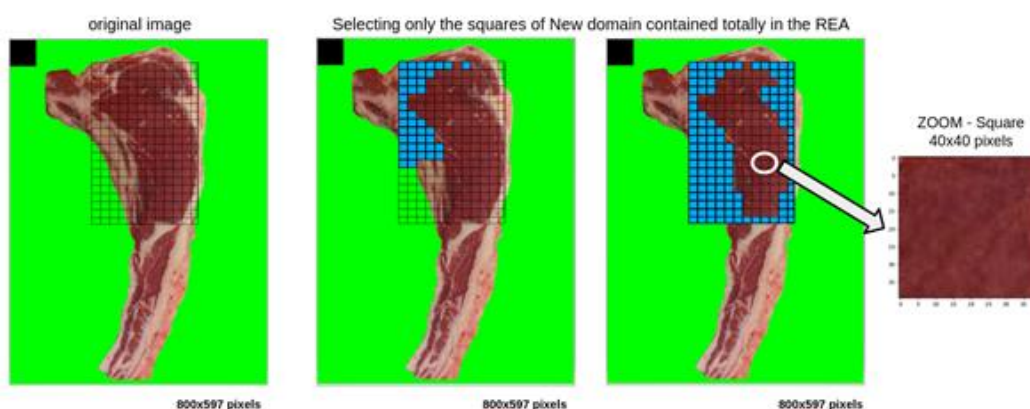 original image
Selecting only the squares of New domain contained totally in the REA
ZOOM - Square
40x40 pixels
800x597 pixels
800x597 pixels
800x597 pixels